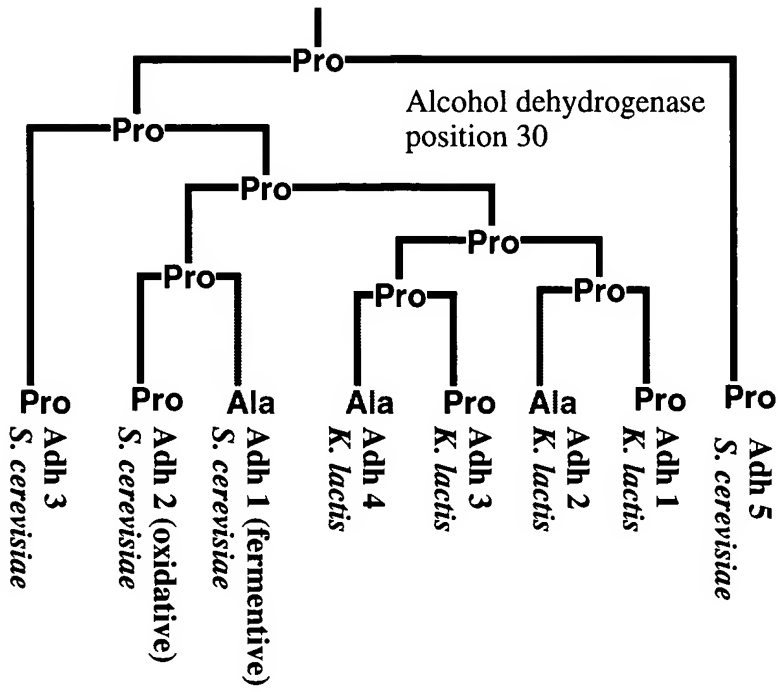 Pro
Alcohol dehydrogenase
position 30
Pro
Pro
Pro
Pro
Pro
Pro
Pro
Pro
Ala
Ala
Pro
Ala
Pro
Pro
Adh 3
S. cerevisiae
Adh 2 (oxidative)
S. cerevisiae
Adh 1 (fermentive)
S. cerevisiae
Adh 4
K. lactis
Adh 3
K. lactis
Adh 2
K. lactis
Adh 1
K. lactis
Adh 5
S. cerevisiae